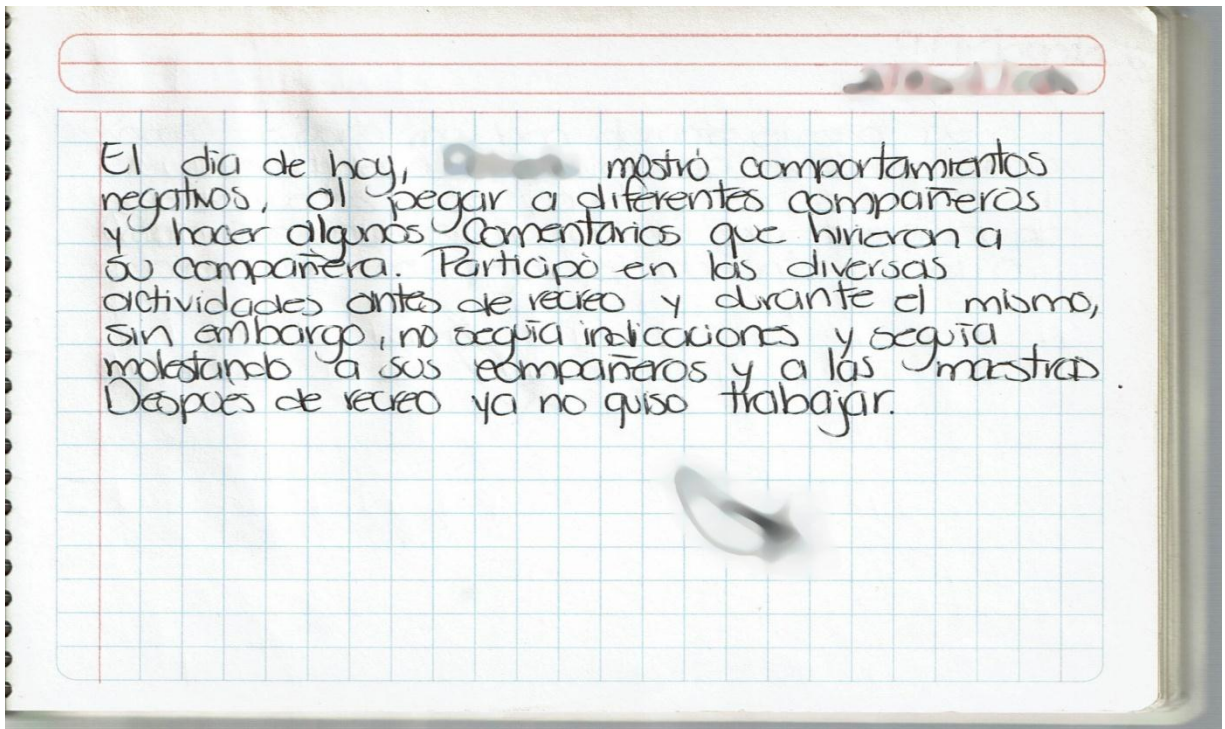 El dia de hoy, mostró comportamientos
negativos, al pegar a diferentes compañeros
y hacer algunos comentarios que hirieron a
su compañera. Participó en las diversas
actividades antes de recreo y durante el mismo,
sin embargo, no seguía indicaciones y seguía
molestando a sus compañeros y a las maestras.
Despues de recreo ya no quiso trabajar.